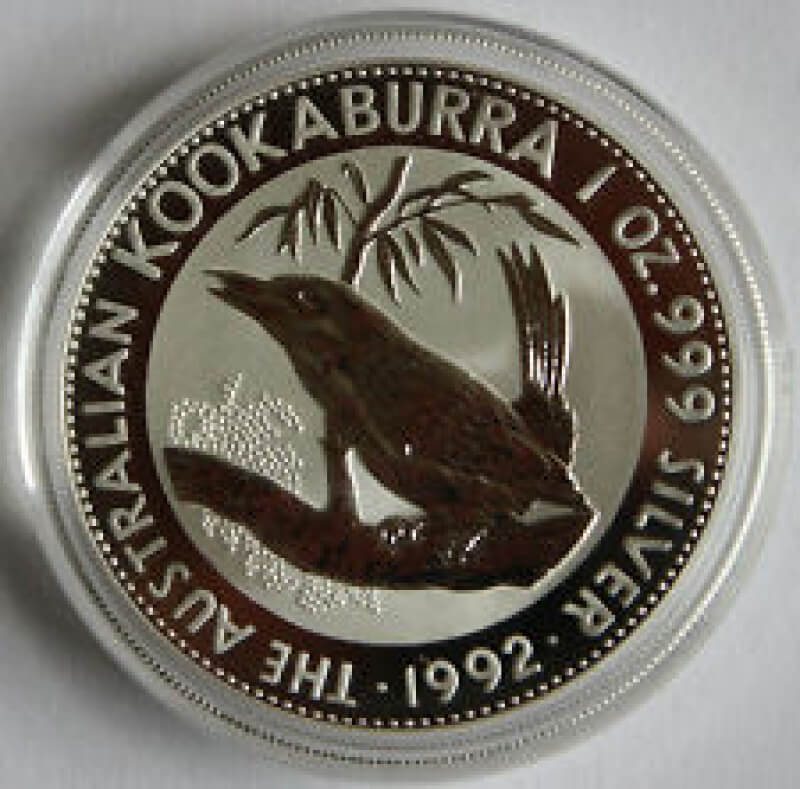 THE AUSTRALIAN KOOKABURRA 1 OZ. 999 SILVER · 1992 ·